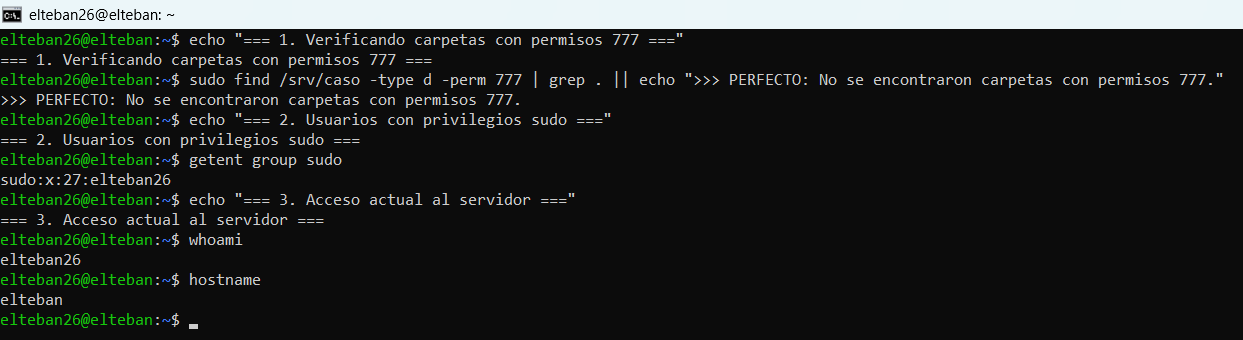 elteban26@elteban: ~
elteban26@elteban:~$ echo "=== 1. Verificando carpetas con permisos 777 ==="
=== 1. Verificando carpetas con permisos 777 ===
elteban26@elteban:~$ sudo find /srv/caso -type d -perm 777 | grep . || echo ">>> PERFECTO: No se encontraron carpetas con permisos 777."
>>> PERFECTO: No se encontraron carpetas con permisos 777.
elteban26@elteban:~$ echo "=== 2. Usuarios con privilegios sudo ==="
=== 2. Usuarios con privilegios sudo ===
elteban26@elteban:~$ getent group sudo
sudo:x:27:elteban26
elteban26@elteban:~$ echo "=== 3. Acceso actual al servidor ==="
=== 3. Acceso actual al servidor ===
elteban26@elteban:~$ whoami
elteban26
elteban26@elteban:~$ hostname
elteban
elteban26@elteban:~$